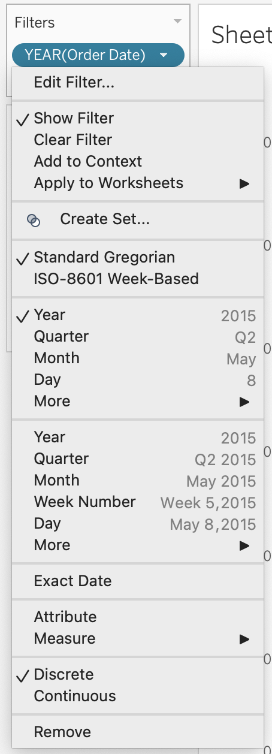 Filters
Sheet
YEAR(Order Date)
Edit Filter...
Show Filter
Clear Filter
Add to Context
Apply to Worksheets
Create Set...
Standard Gregorian
ISO-8601 Week-Based
Year 2015
Quarter Q2
Month May
Day 8
More
Year 2015
Quarter Q2 2015
Month May 2015
Week Number Week 5,2015
Day May 8,2015
More
Exact Date
Attribute
Measure
Discrete
Continuous
Remove